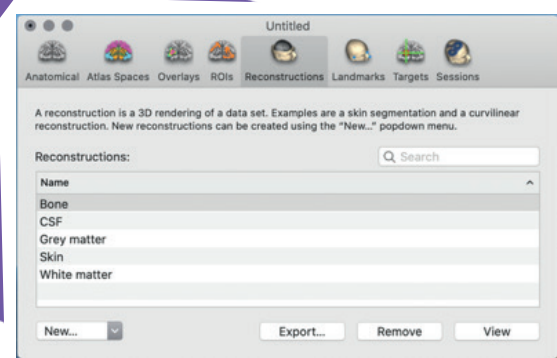 Untitled
Anatomical Atlas Spaces Overlays ROIs Reconstructions Landmarks Targets Sessions
A reconstruction is a 3D rendering of a data set. Examples are a skin segmentation and a curvilinear
reconstruction. New reconstructions can be created using the "New..." popdown menu.
Reconstructions:
Search
Name
Bone
CSF
Grey matter
Skin
White matter
New... Export... Remove View